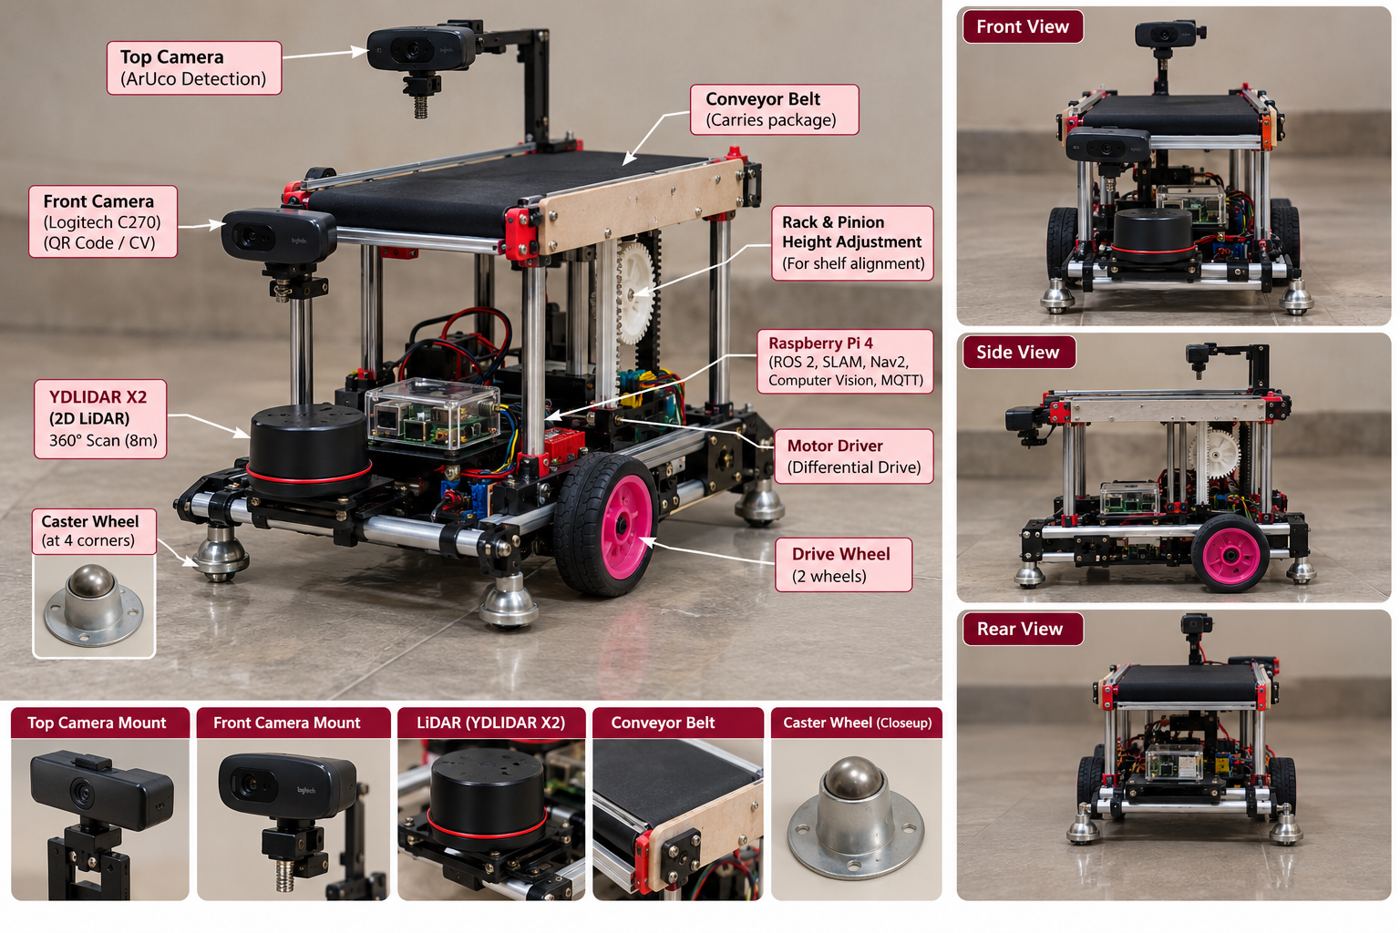 Top Camera
(ArUco Detection)
Conveyor Belt
(Carries package)
Front Camera
(Logitech C270)
(QR Code / CV)
Rack & Pinion
Height Adjustment
(For shelf alignment)
Raspberry Pi 4
(ROS 2, SLAM, Nav2,
Computer Vision, MQTT)
YDLIDAR X2
(2D LiDAR)
360° Scan (8m)
Motor Driver
(Differential Drive)
Caster Wheel
(at 4 corners)
Drive Wheel
(2 wheels)
Front View
Side View
Rear View
Top Camera Mount
Front Camera Mount
logitech
LiDAR (YDLIDAR X2)
Conveyor Belt
Caster Wheel (Closeup)